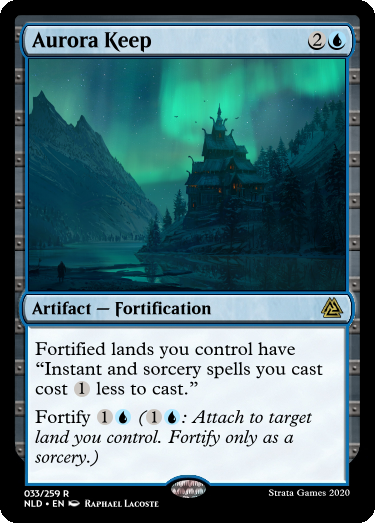 Aurora Keep 2
Artifact — Fortification
Fortified lands you control have
“Instant and sorcery spells you cast
cost 1 less to cast.”
Fortify 1 (1 : Attach to target
land you control. Fortify only as a
sorcery.)
033/259 R
NLD • EN Raphael Lacoste
Strata Games 2020